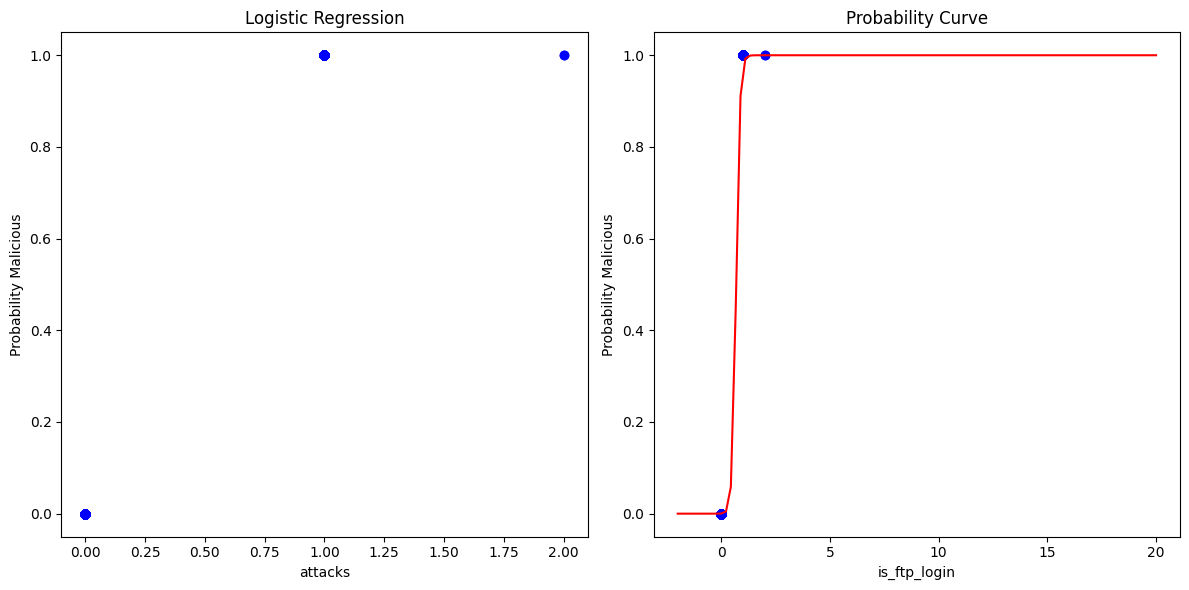 Logistic Regression
Probability Malicious
1.0
0.8
0.6
0.4
0.2
0.0
0.00 0.25 0.50 0.75 1.00 1.25 1.50 1.75 2.00
attacks
Probability Curve
Probability Malicious
1.0
0.8
0.6
0.4
0.2
0.0
0 5 10 15 20
is_ftp_login